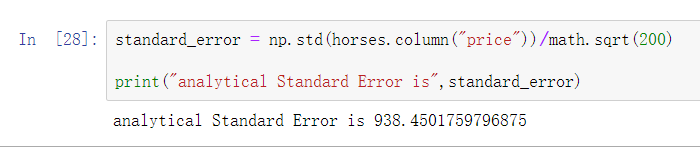 In [28]: standard_error = np.std(horses.column("price"))/math.sqrt(200)
print("analytical Standard Error is",standard_error)
analytical Standard Error is 938.4501759796875